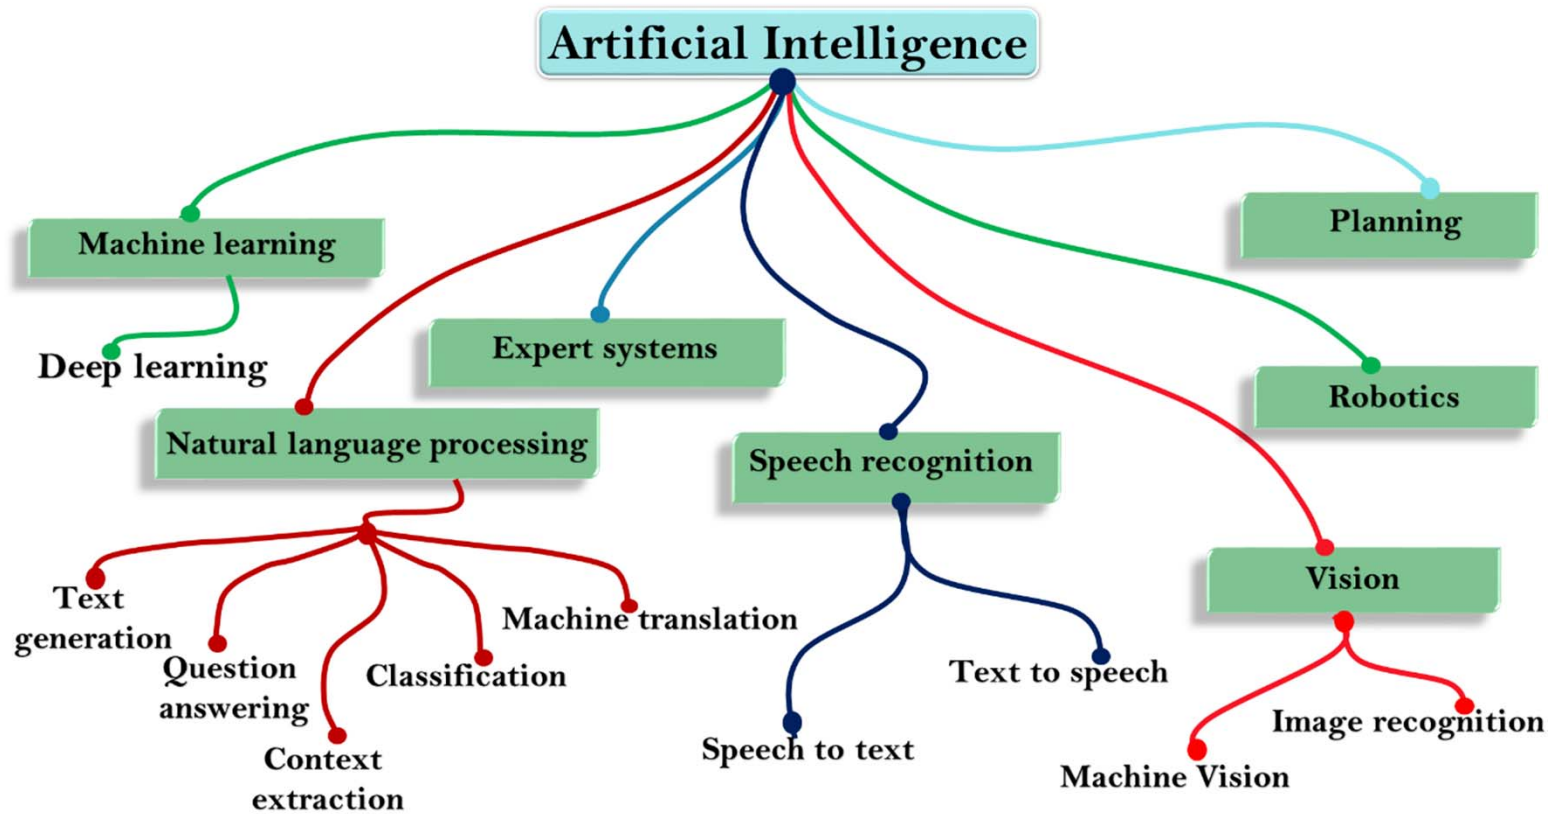 Artificial Intelligence
Machine learning
Deep learning
Natural language processing
Text
generation
Question
answering
Context
extraction
Classification
Machine translation
Expert systems
Speech recognition
Speech to text
Text to speech
Vision
Machine Vision
Image recognition
Robotics
Planning